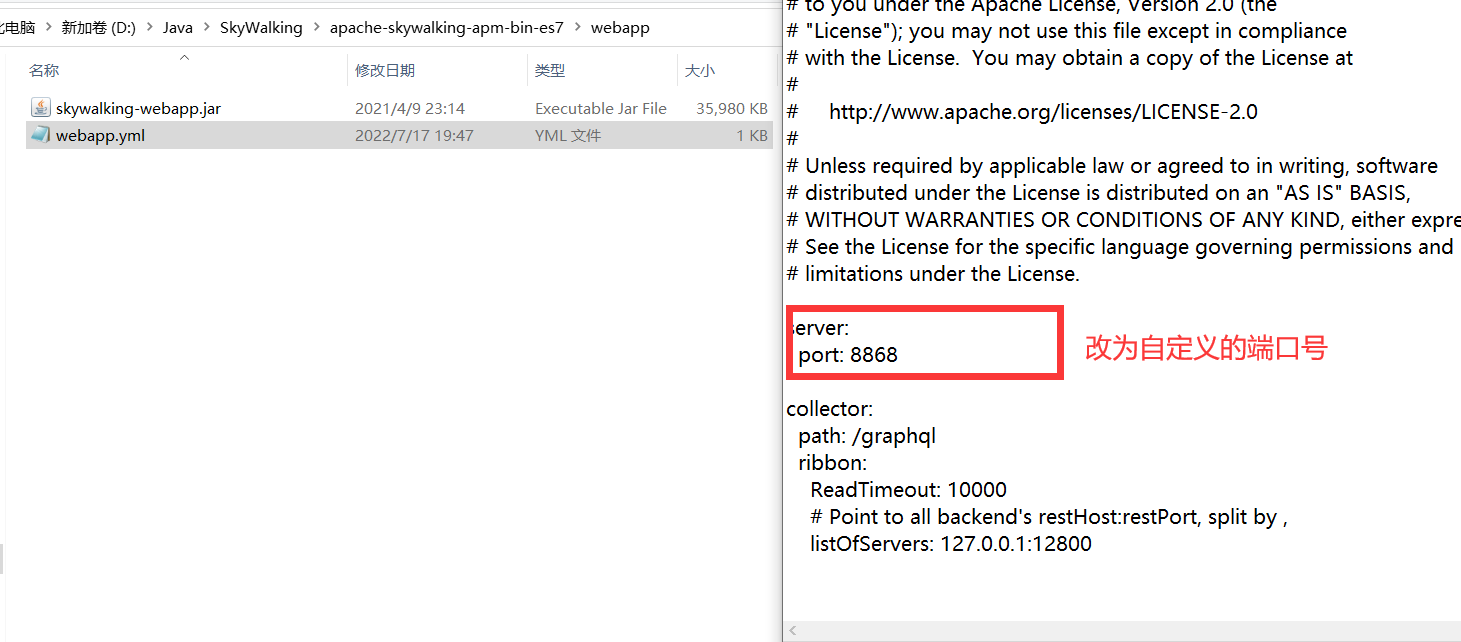 电脑 > 新加卷 (D:) > Java > SkyWalking > apache-skywalking-apm-bin-es7 > webapp
名称 修改日期 类型 大小
skywalking-webapp.jar 2021/4/9 23:14 Executable Jar File 35,980 KB
webapp.yml 2022/7/17 19:47 YML 文件 1 KB
# to you under the Apache License, Version 2.0 (the
# "License"); you may not use this file except in compliance
# with the License.  You may obtain a copy of the License at
#
#     http://www.apache.org/licenses/LICENSE-2.0
#
# Unless required by applicable law or agreed to in writing, software
# distributed under the License is distributed on an "AS IS" BASIS,
# WITHOUT WARRANTIES OR CONDITIONS OF ANY KIND, either expre
# See the License for the specific language governing permissions and
# limitations under the License.
server:
port: 8868
改为自定义的端口号
collector:
path: /graphql
ribbon:
ReadTimeout: 10000
# Point to all backend's restHost:restPort, split by ,
listOfServers: 127.0.0.1:12800